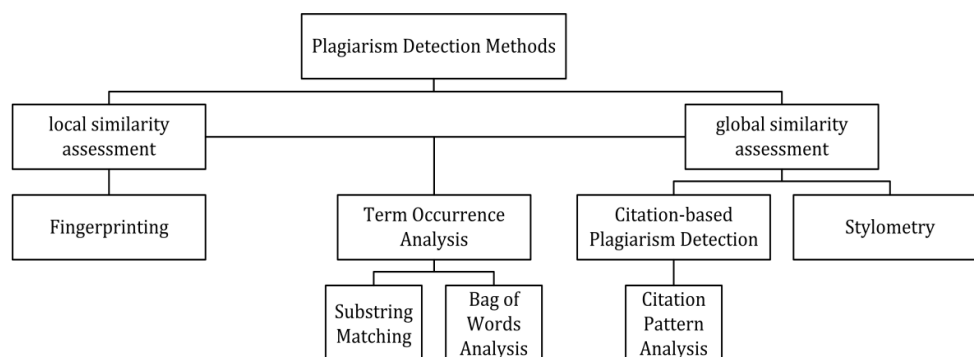 Plagiarism Detection Methods
local similarity
assessment
global similarity
assessment
Fingerprinting
Term Occurrence
Analysis
Citation-based
Plagiarism Detection
Stylometry
Substring
Matching
Bag of
Words
Analysis
Citation
Pattern
Analysis